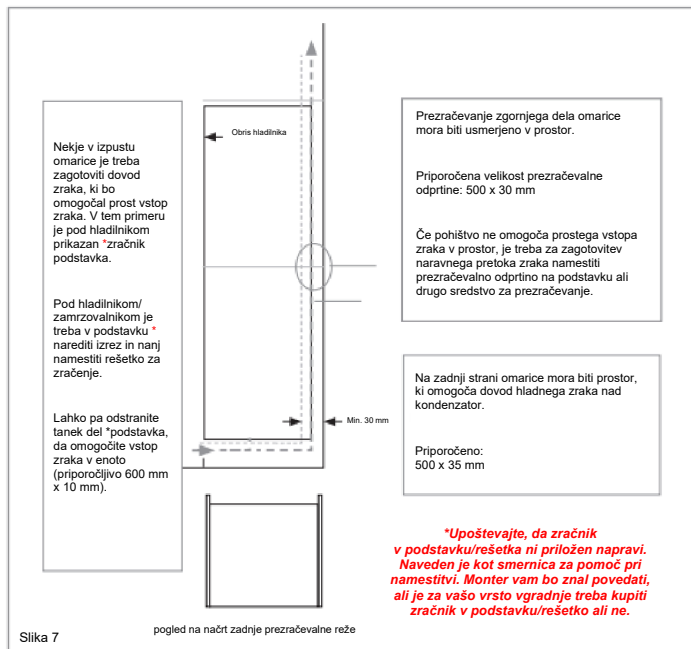 Nekje v izpustu
omarice je treba
zagotoviti dovod
zraka, ki bo
omogočal prost vstop
zraka. V tem primeru
je pod hladilnikom
prikazan *zračnik
podstavka.
Pod hladilnikom/
zamrzovalnikom je
treba v podstavku *
narediti izrez in nanj
namestiti rešetko za
zračenje.
Lahko pa odstranite
tanek del *podstavka,
da omogočite vstop
zraka v enoto
(priporočljivo 600 mm
x 10 mm).
Obris hladilnika
Min. 30 mm
Prezračevanje zgornjega dela omarice
mora biti usmerjeno v prostor.
Priporočena velikost prezračevalne
odprtine: 500 x 30 mm
Če pohištvo ne omogoča prostega vstopa
zraka v prostor, je treba za zagotovitev
naravnega pretoka zraka namestiti
prezračevalno odprtino na podstavku ali
drugo sredstvo za prezračevanje.
Na zadnji strani omarice mora biti prostor,
ki omogoča dovod hladnega zraka nad
kondenzator.
Priporočeno:
500 x 35 mm
*Upoštevajte, da zračnik
v podstavku/rešetka ni priložen napravi.
Naveden je kot smernica za pomoč pri
namestitvi. Monter vam bo znal povedati,
ali je za vašo vrsto vgradnje treba kupiti
zračnik v podstavku/rešetko ali ne.
pogled na načrt zadnje prezračevalne reže
Slika 7